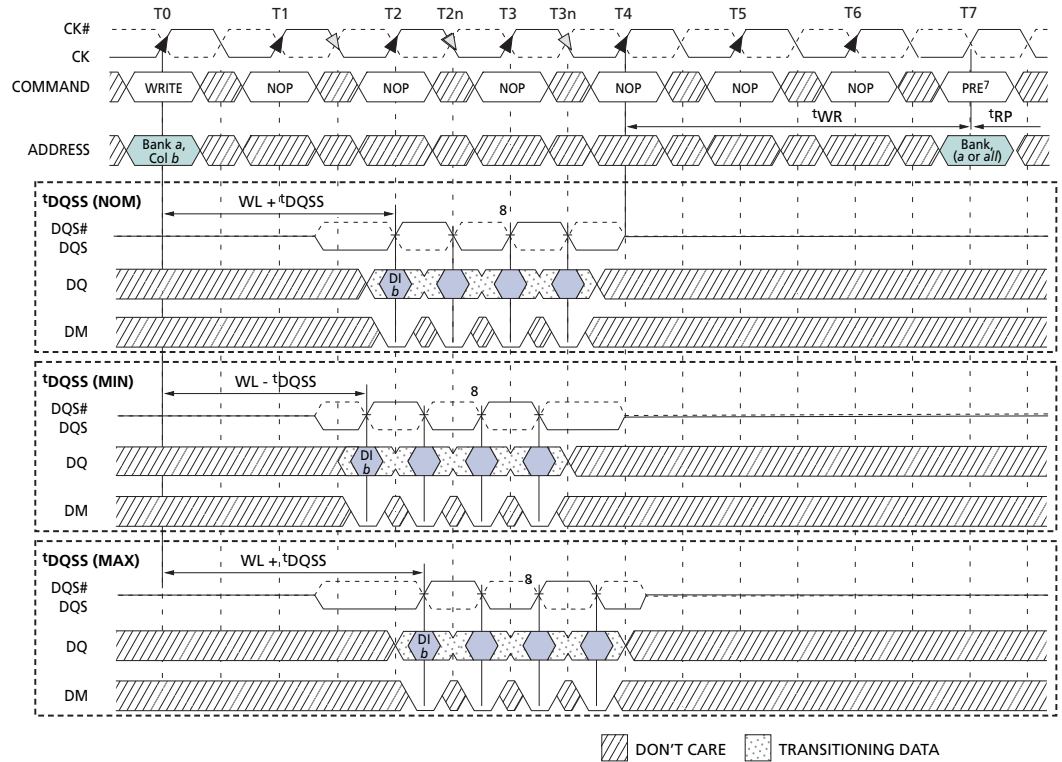 T0 T1 T2 T2n T3 T3n T4 T5 T6 T7
CK#
CK
COMMAND WRITE NOP NOP NOP NOP NOP NOP PRE7
tWR tRP
ADDRESS Bank a, Col b Bank, (a or all)
tDQSS (NOM) WL + tDQSS
DQS# 8
DQS
DQ DI b
DM
tDQSS (MIN) WL - tDQSS
DQS# 8
DQS
DQ DI b
DM
tDQSS (MAX) WL + tDQSS
DQS# 8
DQS
DQ DI b
DM
DON'T CARE TRANSITIONING DATA